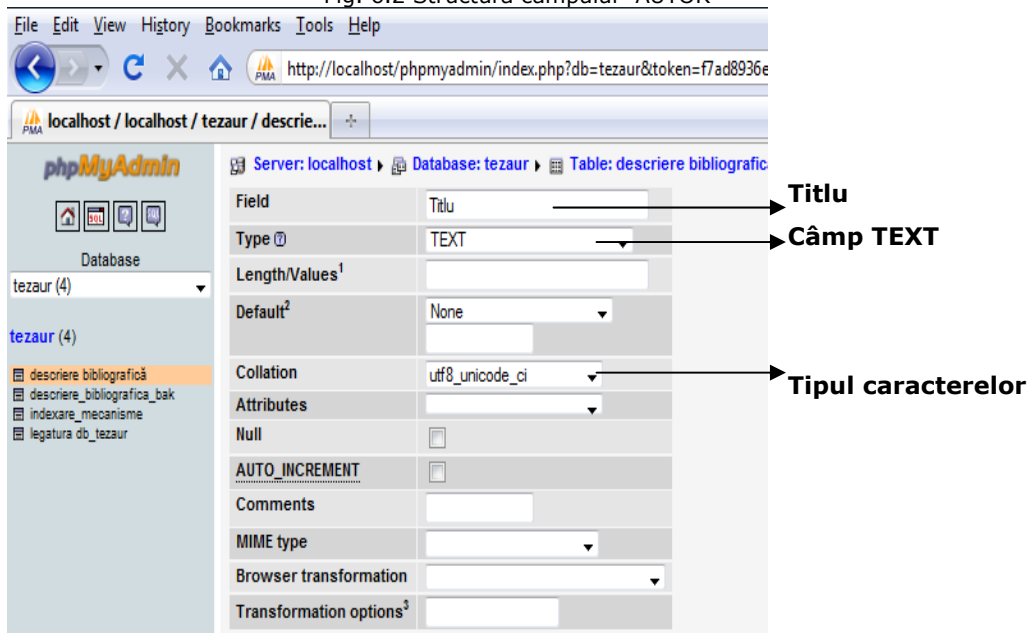 Fig. 6.2 Structura câmpului "AUTOR"
File Edit View History Bookmarks Tools Help
http://localhost/phpmyadmin/index.php?db=tezaur&token=f7ad8936e
localhost / localhost / tezaur / descrie...
phpMyAdmin
Server: localhost Database: tezaur Table: descriere bibliografica
Database
tezaur (4)
tezaur (4)
descriere bibliografică
descriere_bibliografica_bak
indexare_mecanisme
legatura db_tezaur
Field Titlu
Type TEXT
Length/Values1
Default2 None
Collation utf8_unicode_ci
Attributes
Null
AUTO_INCREMENT
Comments
MIME type
Browser transformation
Transformation options3
Titlu
Câmp TEXT
Tipul caracterelor